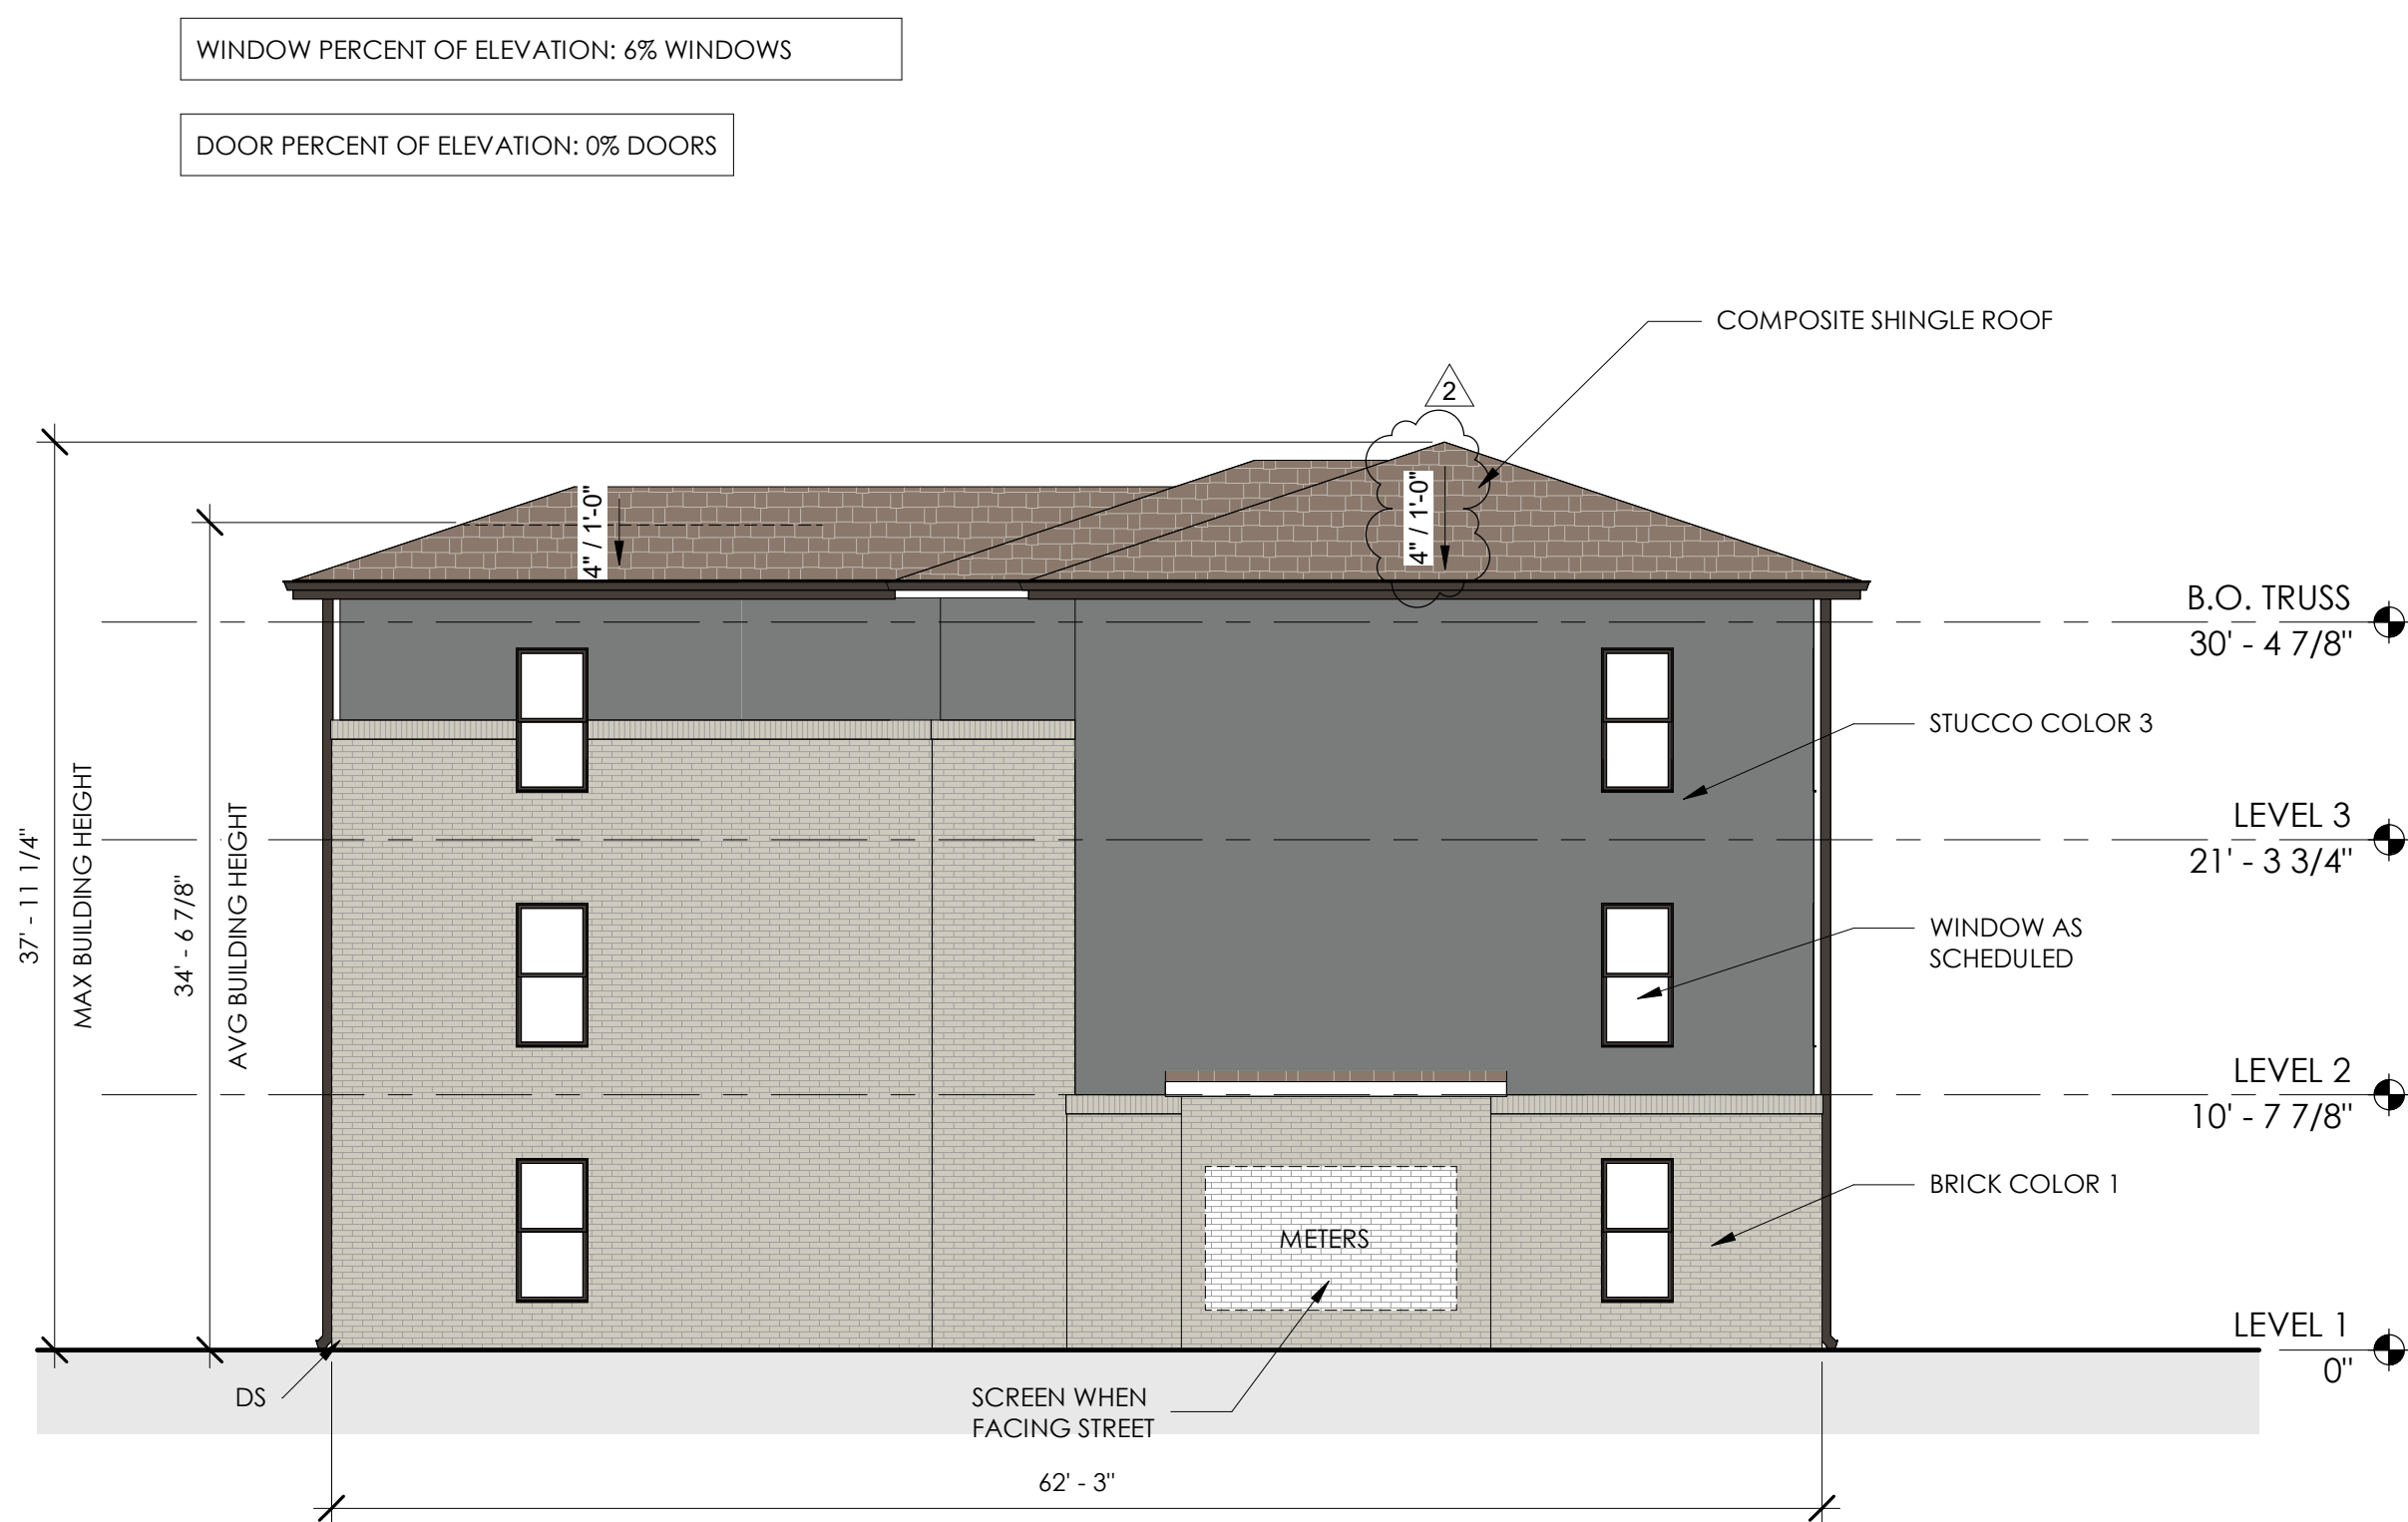 WINDOW PERCENT OF ELEVATION: 6% WINDOWS
DOOR PERCENT OF ELEVATION: 0% DOORS
COMPOSITE SHINGLE ROOF
2
4" / 1'-0"
4" / 1'-0"
B.O. TRUSS
30' - 4 7/8"
STUCCO COLOR 3
LEVEL 3
21' - 3 3/4"
37' - 11 1/4"
MAX BUILDING HEIGHT
34' - 6 7/8"
AVG BUILDING HEIGHT
WINDOW AS
SCHEDULED
LEVEL 2
10' - 7 7/8"
BRICK COLOR 1
METERS
LEVEL 1
0"
DS
SCREEN WHEN
FACING STREET
62' - 3"